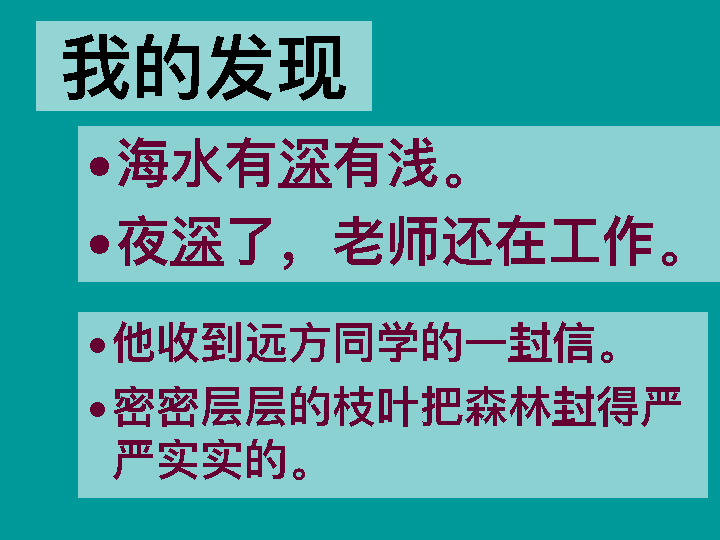 我的发现
•海水有深有浅。
•夜深了，老师还在工作。
•他收到远方同学的一封信。
•密密层层的枝叶把森林封得严
严实实的。